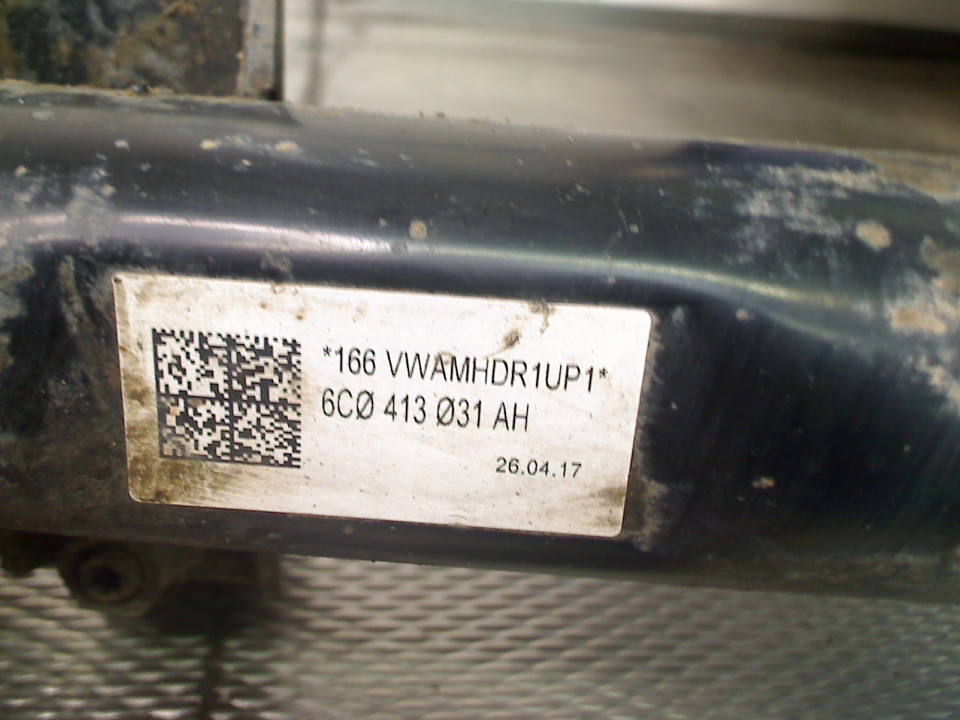 *166 VWAMHDR1UP1*
6CØ 413 Ø31 AH
26.04.17